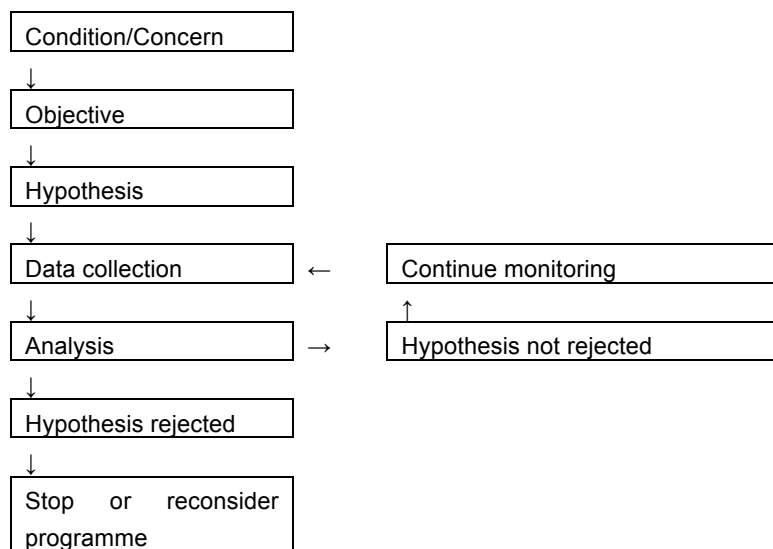 Condition/Concern
↓
Objective
↓
Hypothesis
↓
Data collection ← Continue monitoring
↓ ↑
Analysis → Hypothesis not rejected
↓
Hypothesis rejected
↓
Stop or reconsider
programme